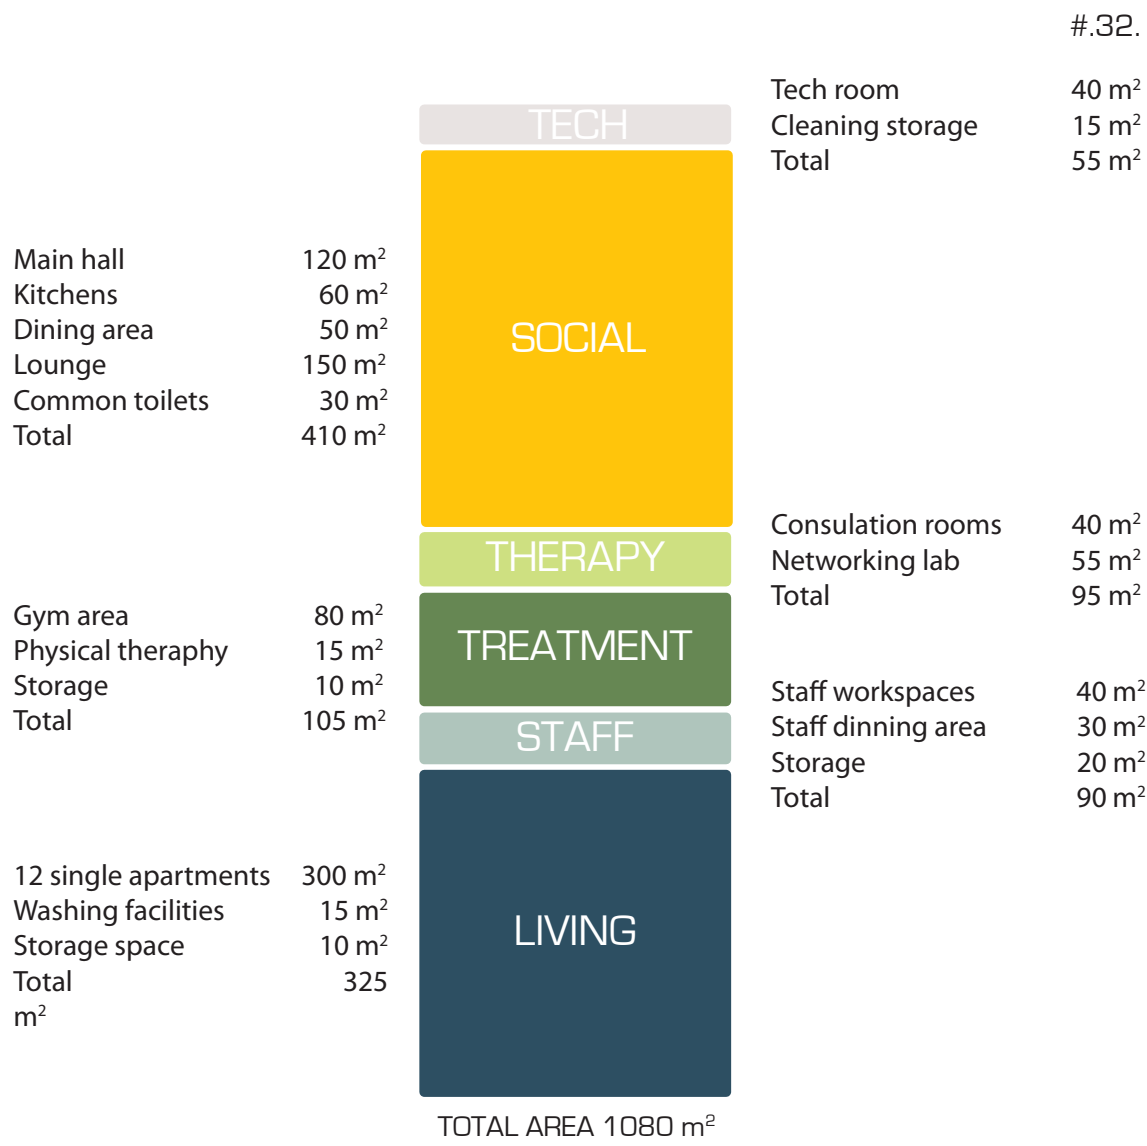 #.32.
Tech room 40 m²
Cleaning storage 15 m²
Total 55 m²
TECH
Main hall 120 m²
Kitchens 60 m²
Dining area 50 m²
Lounge 150 m²
Common toilets 30 m²
Total 410 m²
SOCIAL
Consulation rooms 40 m²
Networking lab 55 m²
Total 95 m²
THERAPY
Gym area 80 m²
Physical theraphy 15 m²
Storage 10 m²
Total 105 m²
TREATMENT
Staff workspaces 40 m²
Staff dinning area 30 m²
Storage 20 m²
Total 90 m²
STAFF
12 single apartments 300 m²
Washing facilities 15 m²
Storage space 10 m²
Total 325
m²
LIVING
TOTAL AREA 1080 m²